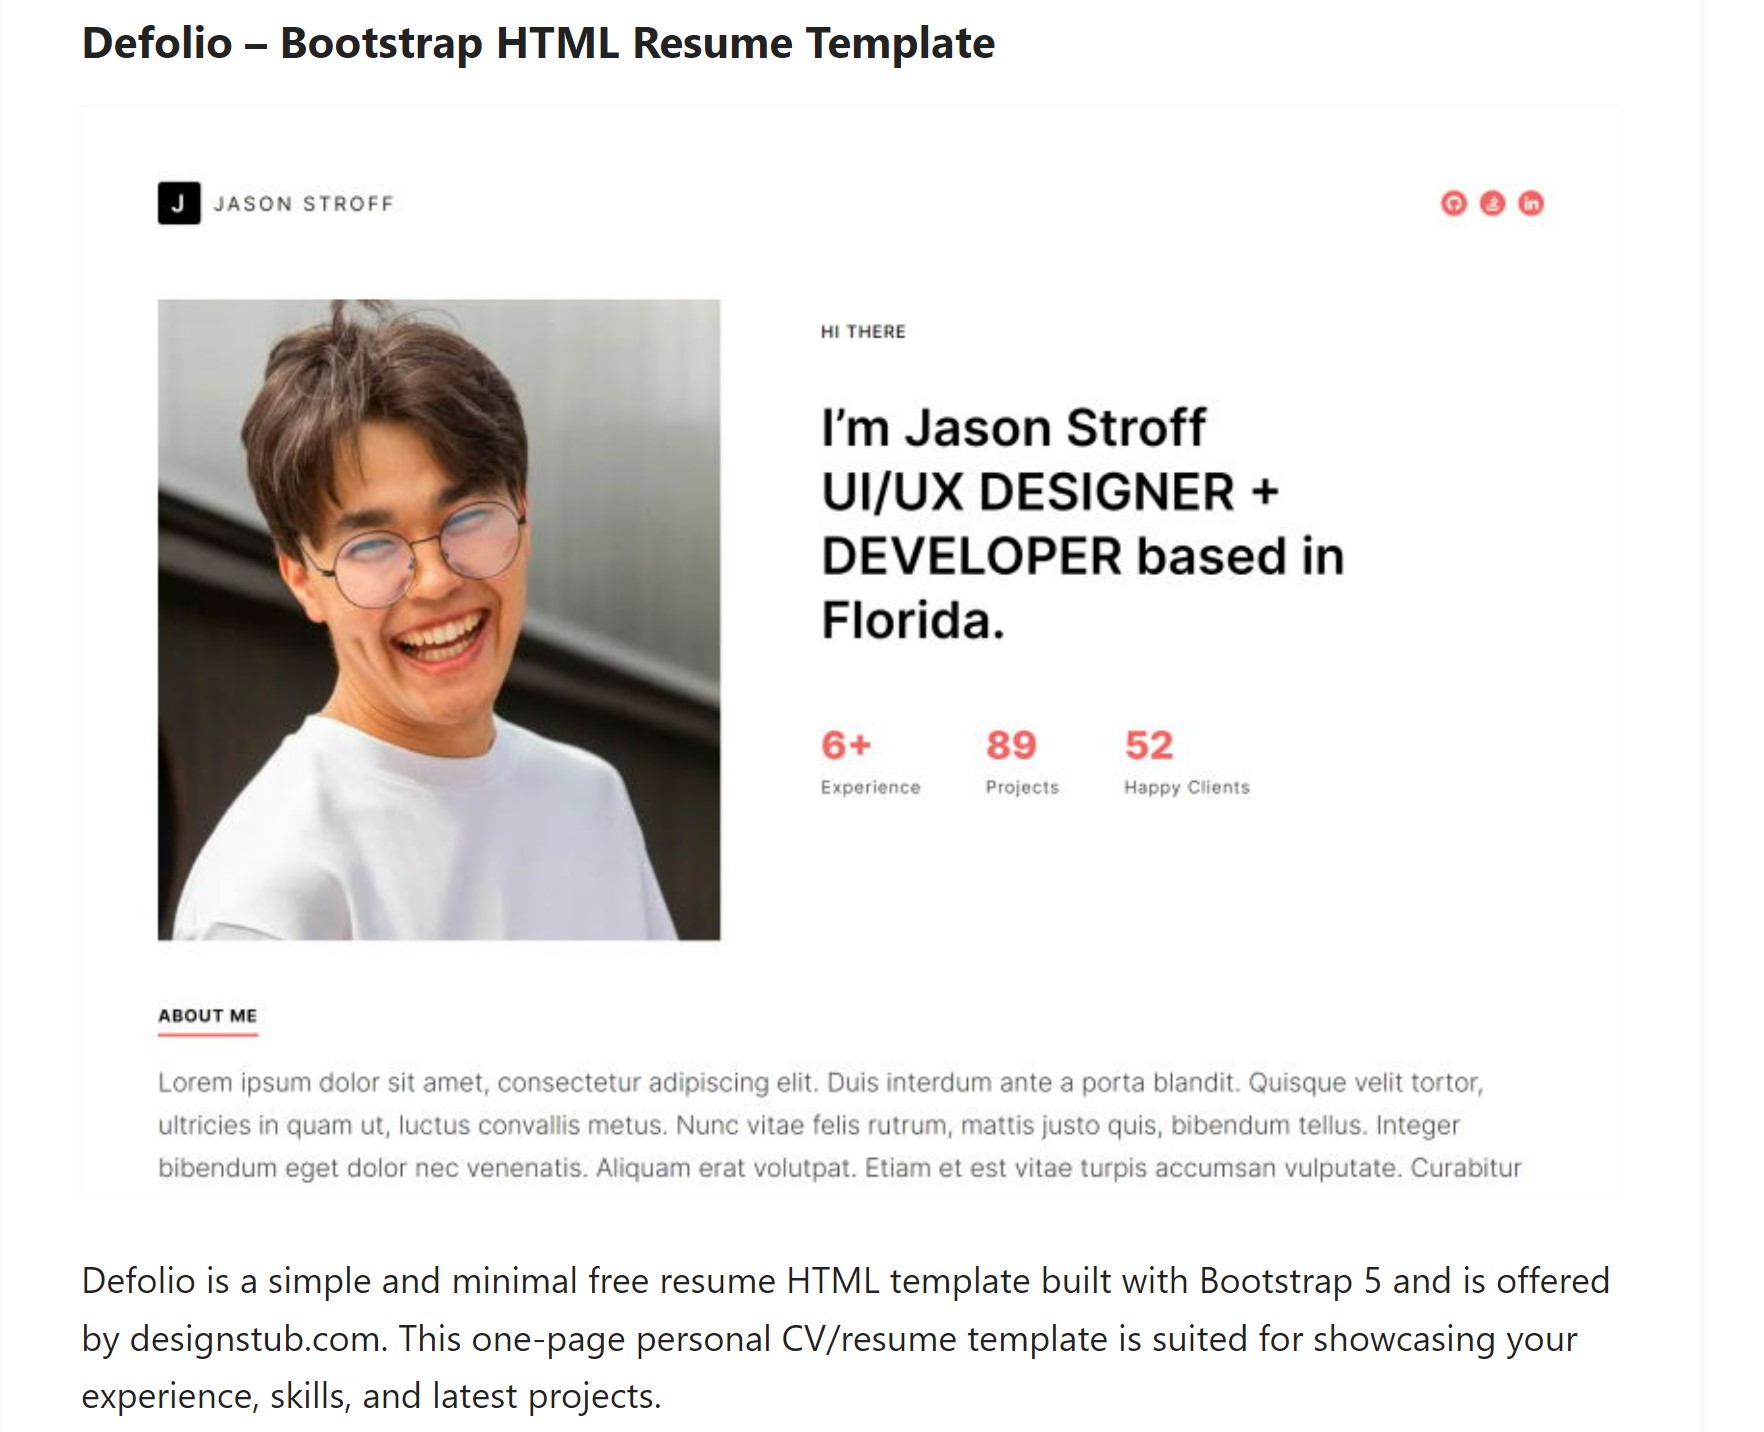 Defolio – Bootstrap HTML Resume Template
J JASON STROFF
in
HI THERE
I’m Jason Stroff
UI/UX DESIGNER +
DEVELOPER based in
Florida.
6+ 89 52
Experience Projects Happy Clients
ABOUT ME
Lorem ipsum dolor sit amet, consectetur adipiscing elit. Duis interdum ante a porta blandit. Quisque velit tortor,
ultricies in quam ut, luctus convallis metus. Nunc vitae felis rutrum, mattis justo quis, bibendum tellus. Integer
bibendum eget dolor nec venenatis. Aliquam erat volutpat. Etiam et est vitae turpis accumsan vulputate. Curabitur
Defolio is a simple and minimal free resume HTML template built with Bootstrap 5 and is offered
by designstub.com. This one-page personal CV/resume template is suited for showcasing your
experience, skills, and latest projects.